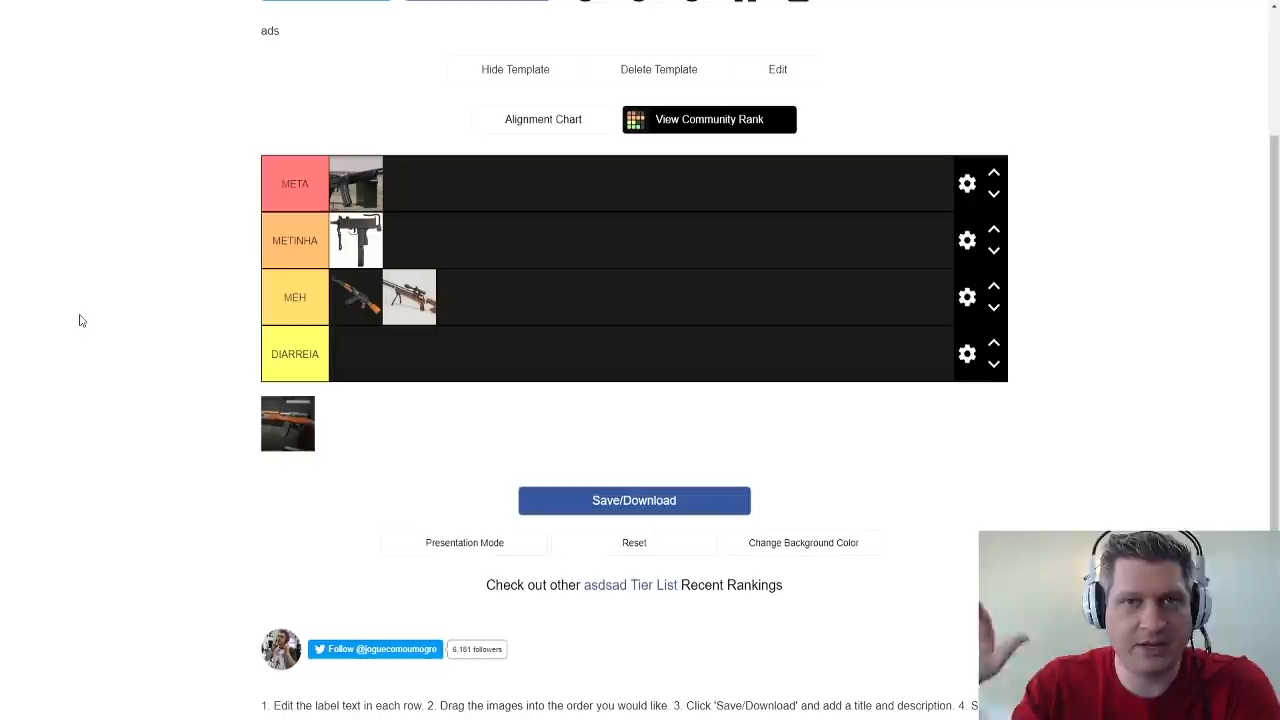 ads
Hide Template Delete Template Edit
Alignment Chart View Community Rank
META
METINHA
MEH
DIARREIA
Save/Download
Presentation Mode Reset Change Background Color
Check out other asdsad Tier List Recent Rankings
Follow @joguecomoumogro 6,181 followers
1. Edit the label text in each row. 2. Drag the images into the order you would like. 3. Click 'Save/Download' and add a title and description. 4. S